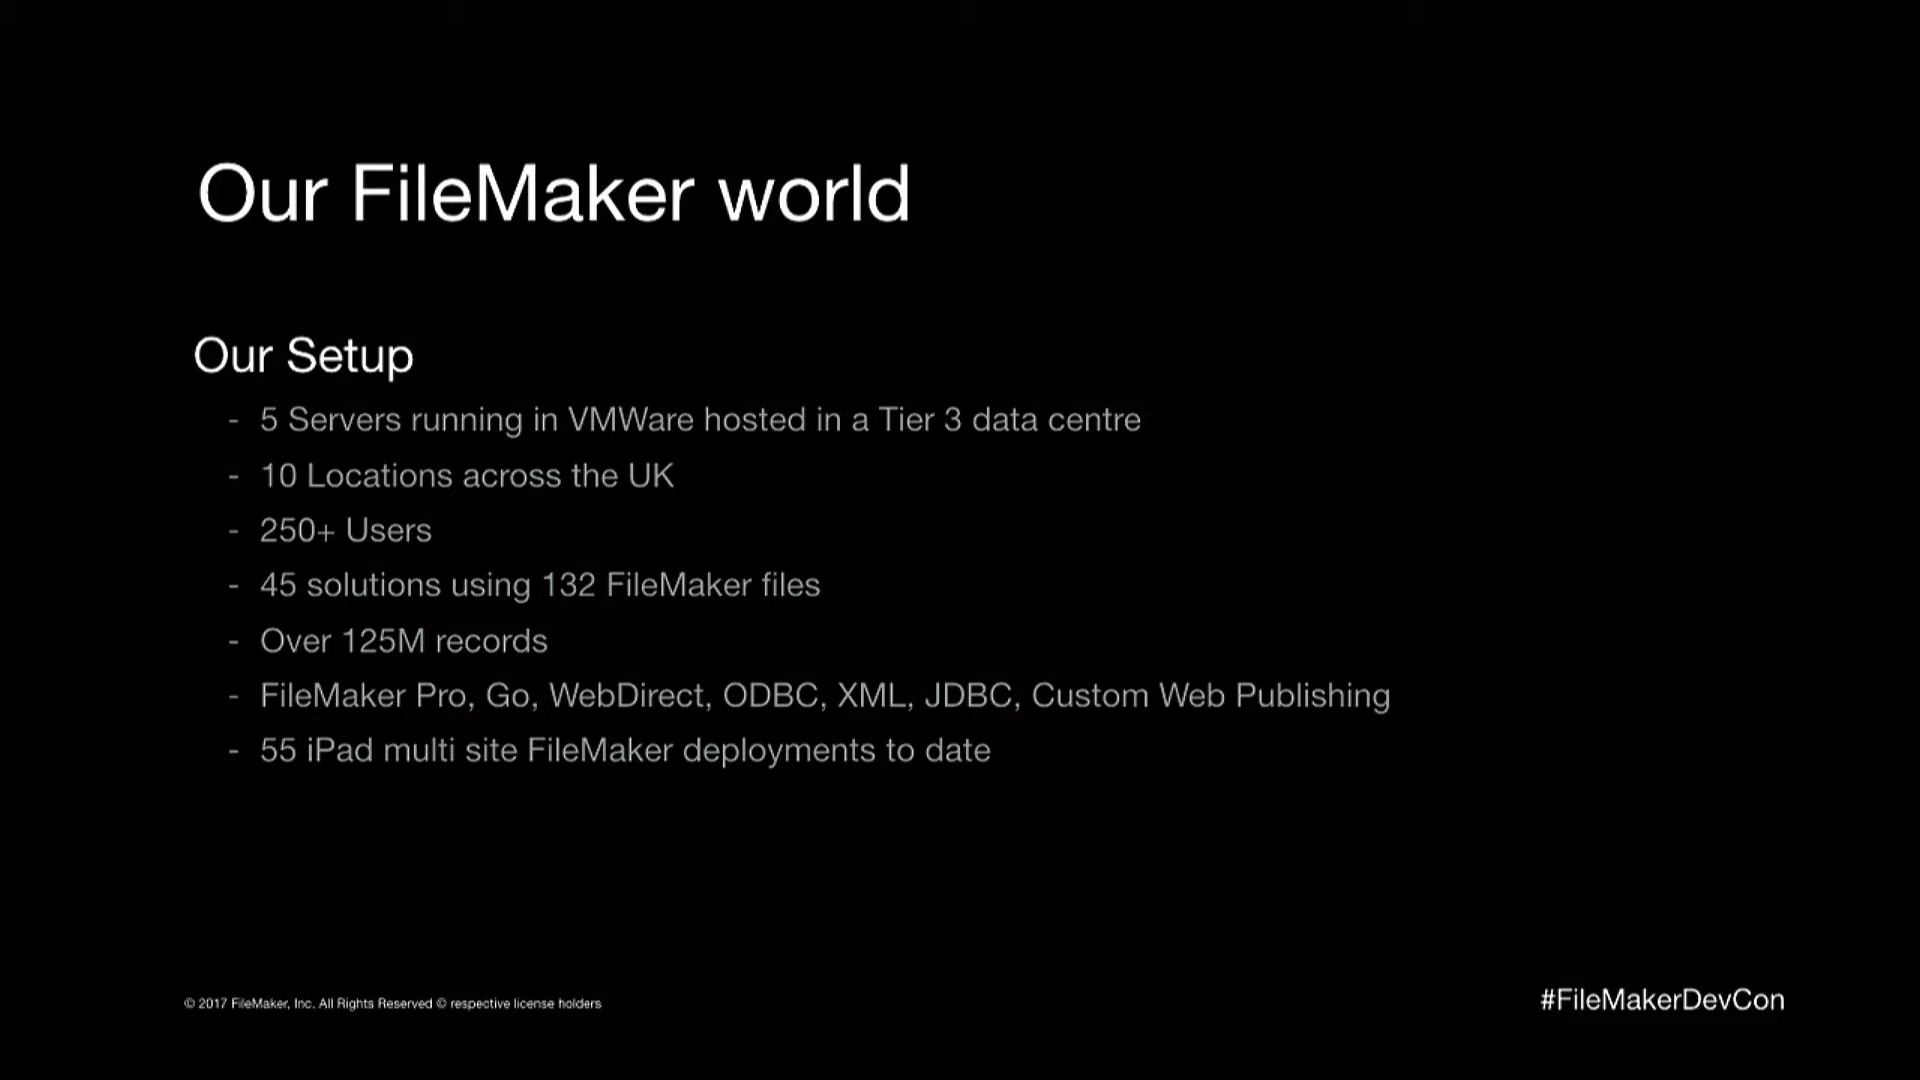 Our FileMaker world
Our Setup
- 5 Servers running in VMWare hosted in a Tier 3 data centre
- 10 Locations across the UK
- 250+ Users
- 45 solutions using 132 FileMaker files
- Over 125M records
- FileMaker Pro, Go, WebDirect, ODBC, XML, JDBC, Custom Web Publishing
- 55 iPad multi site FileMaker deployments to date
© 2017 FileMaker, Inc. All Rights Reserved © respective license holders
#FileMakerDevCon